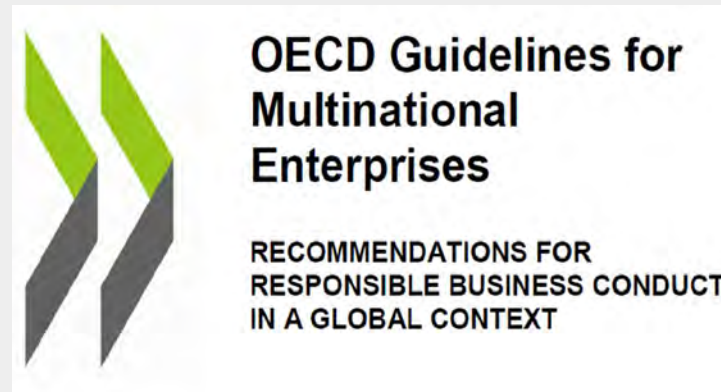 OECD Guidelines for
Multinational
Enterprises
RECOMMENDATIONS FOR
RESPONSIBLE BUSINESS CONDUCT
IN A GLOBAL CONTEXT